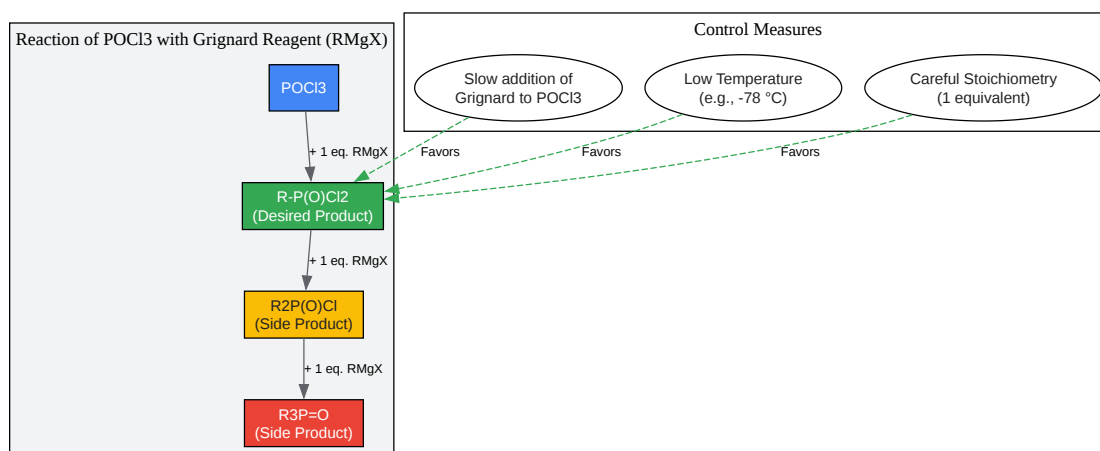 Reaction of POCl3 with Grignard Reagent (RMgX)
Control Measures
POCl3
Slow addition of
Grignard to POCl3
Low Temperature
(e.g., -78 °C)
Careful Stoichiometry
(1 equivalent)
+ 1 eq. RMgX
Favors
Favors
Favors
R-P(O)Cl2
(Desired Product)
+ 1 eq. RMgX
R2P(O)Cl
(Side Product)
+ 1 eq. RMgX
R3P=O
(Side Product)